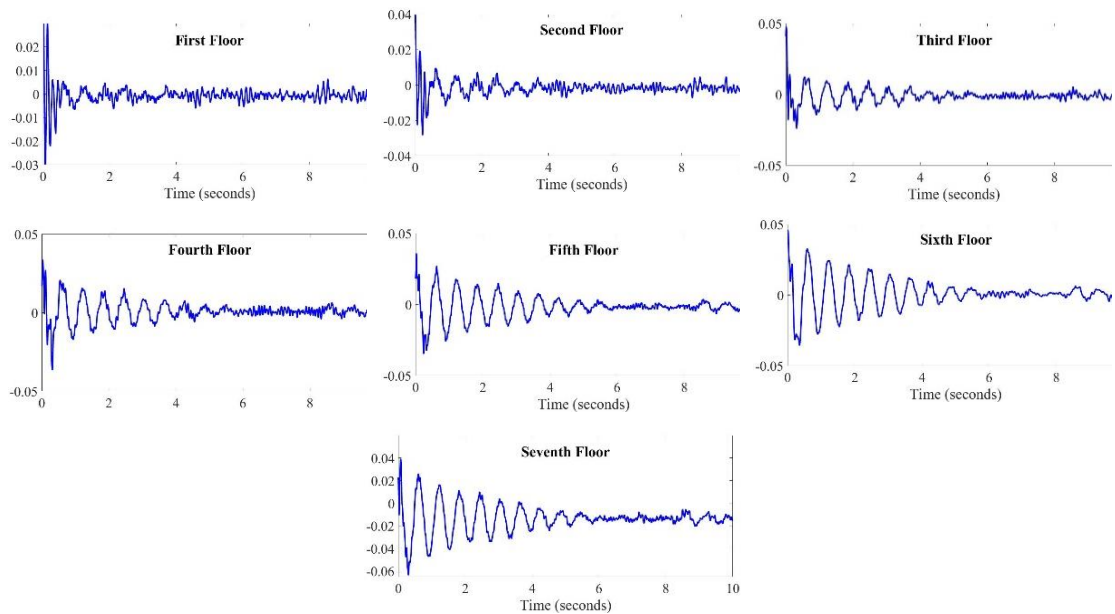 First Floor
0.02
0.01
0
-0.01
-0.02
-0.03
0 2 4 6 8
Time (seconds)
Second Floor
0.04
0.02
0
-0.02
-0.04
0 2 4 6 8
Time (seconds)
Third Floor
0.05
0
-0.05
0 2 4 6 8
Time (seconds)
Fourth Floor
0.05
0
-0.05
0 2 4 6 8
Time (seconds)
Fifth Floor
0.05
0
-0.05
0 2 4 6 8
Time (seconds)
Sixth Floor
0.05
0
-0.05
0 2 4 6 8
Time (seconds)
Seventh Floor
0.04
0.02
0
-0.02
-0.04
-0.06
0 2 4 6 8 10
Time (seconds)